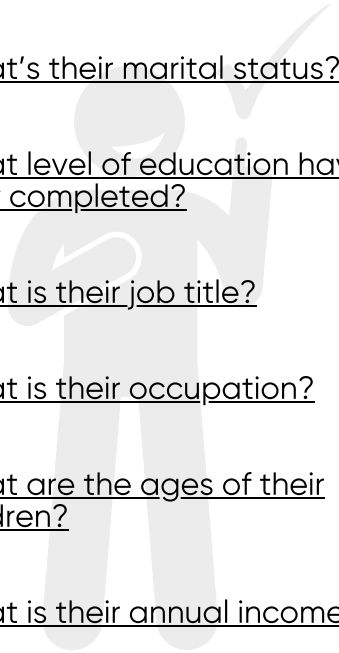 at's their marital status?
at level of education hav
y completed?
at is their job title?
at is their occupation?
at are the ages of their
dren?
at is their annual income